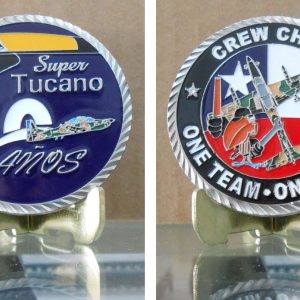 Super
Tucano
AÑOS
CREW CH
ONE TEAM • ON